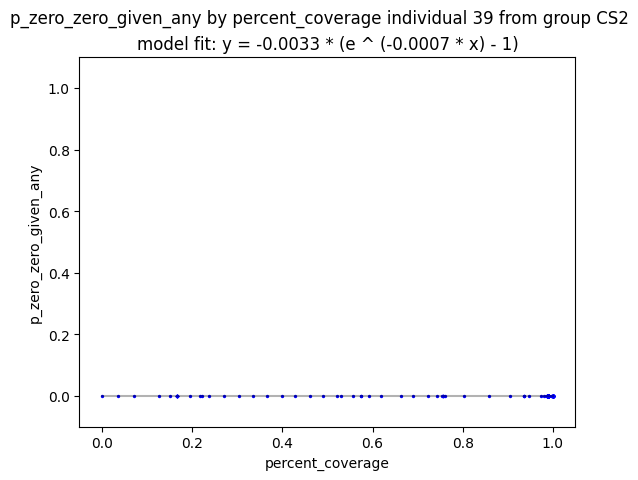 p_zero_zero_given_any by percent_coverage individual 39 from group CS2
model fit: y = -0.0033 * (e ^ (-0.0007 * x) - 1)
p_zero_zero_given_any
1.0
0.8
0.6
0.4
0.2
0.0
0.0 0.2 0.4 0.6 0.8 1.0
percent_coverage